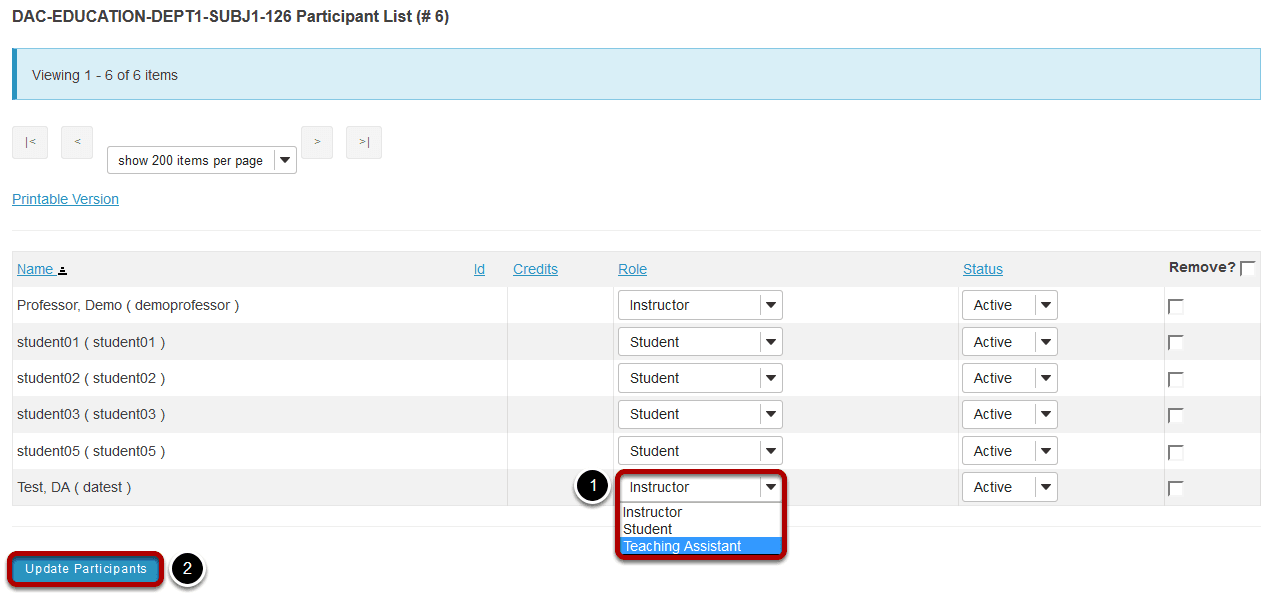 DAC-EDUCATION-DEPT1-SUBJ1-126 Participant List (# 6)
Viewing 1 - 6 of 6 items
|< < show 200 items per page > >|
Printable Version
Name Id Credits Role Status Remove?
Professor, Demo ( demoprofessor ) Instructor Active
student01 ( student01 ) Student Active
student02 ( student02 ) Student Active
student03 ( student03 ) Student Active
student05 ( student05 ) Student Active
Test, DA ( datest ) 1 Instructor Active
Instructor
Student
Teaching Assistant
Update Participants 2